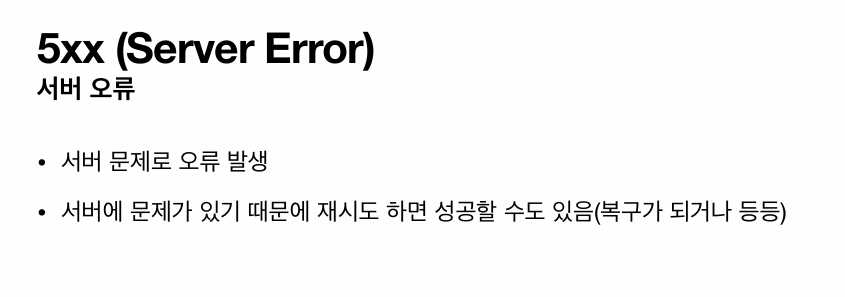 5xx (Server Error)
서버 오류
• 서버 문제로 오류 발생
• 서버에 문제가 있기 때문에 재시도 하면 성공할 수도 있음(복구가 되거나 등등)